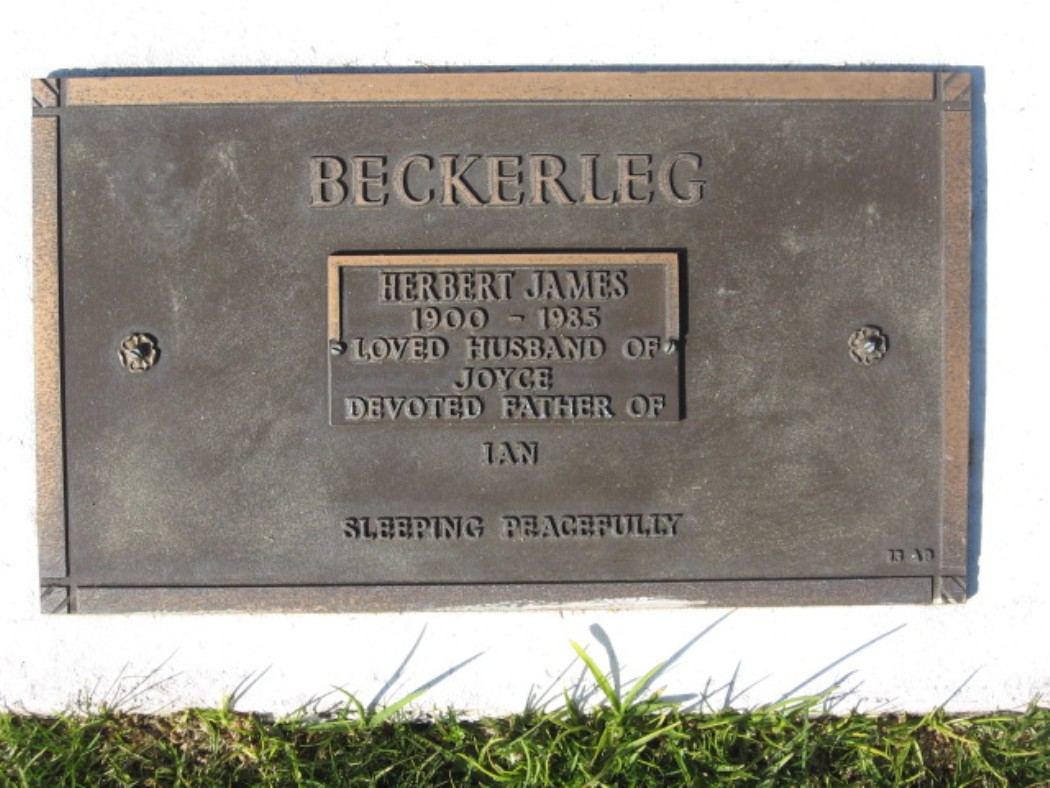 BECKERLEG
HERBERT JAMES
1900 - 1985
LOVED HUSBAND OF
JOYCE
DEVOTED FATHER OF
IAN
SLEEPING PEACEFULLY